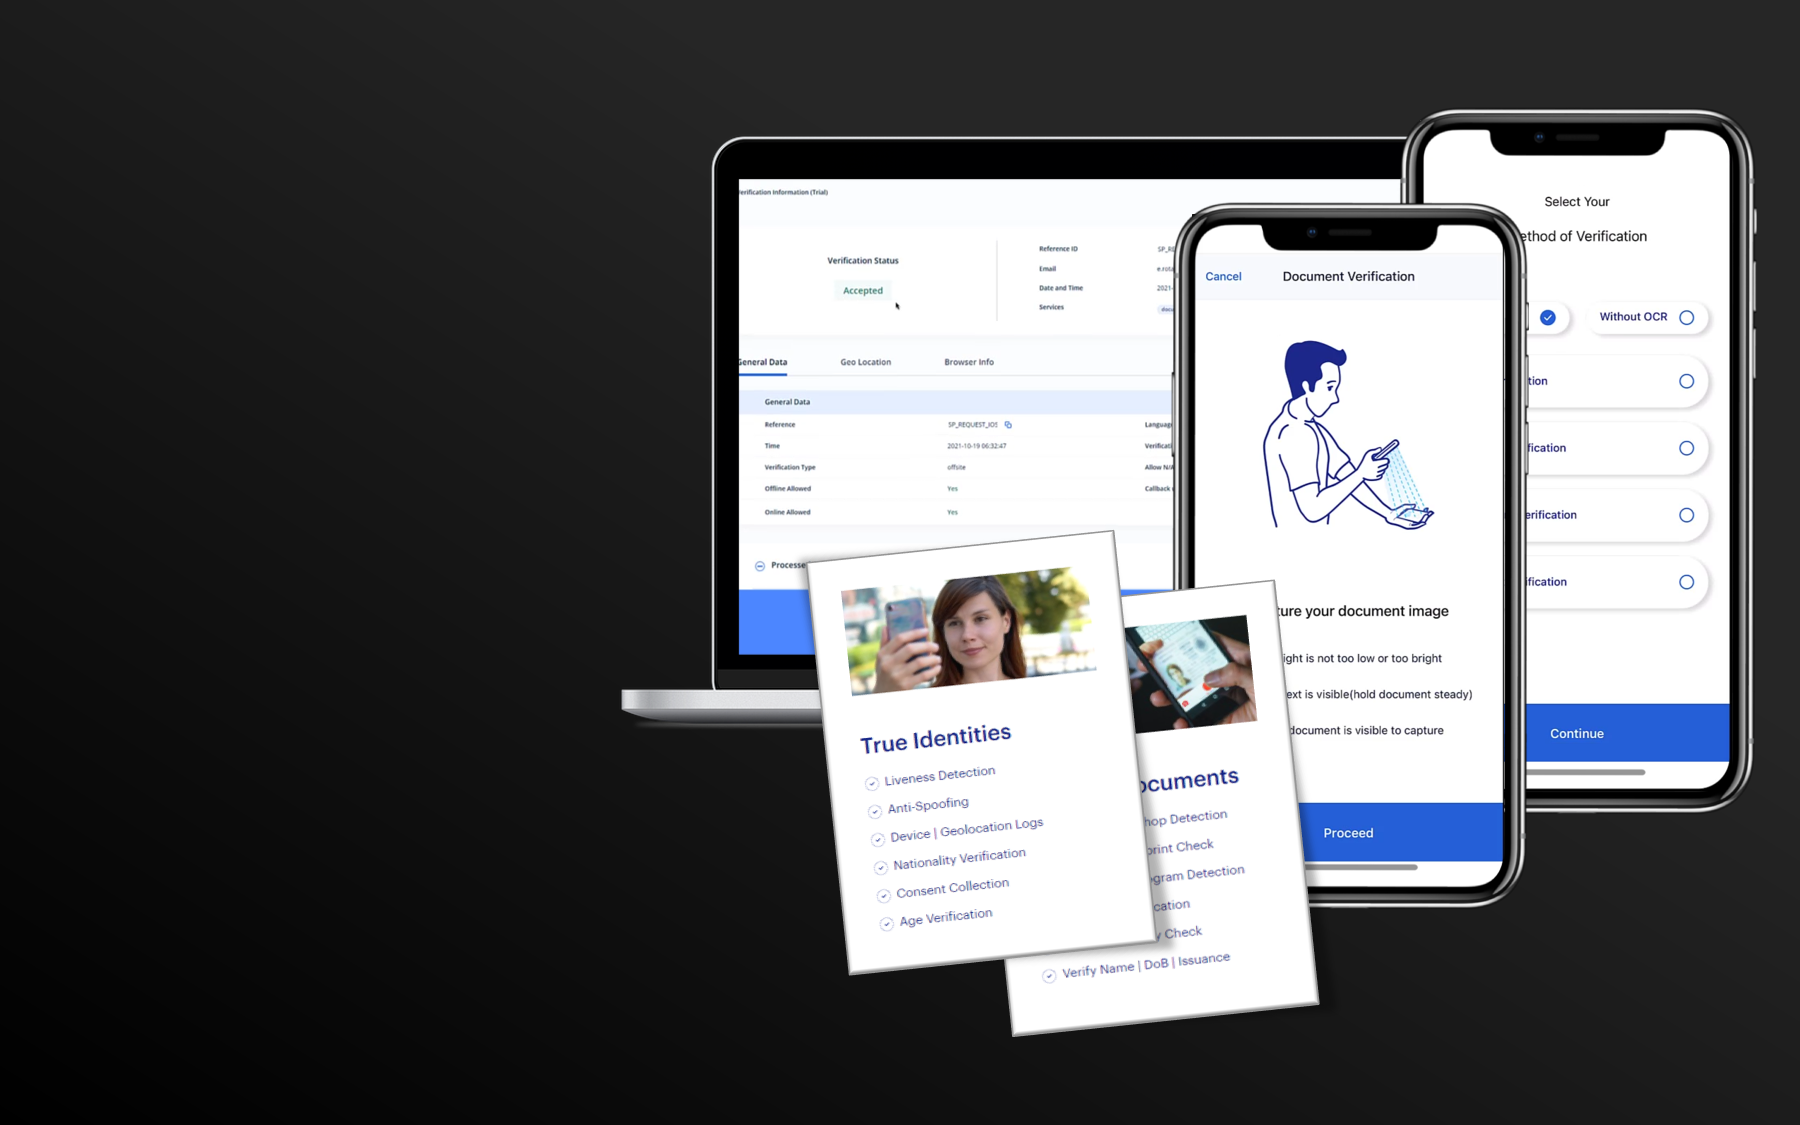 Verification Information (Trial)
Verification Status
Accepted
Reference ID
SP_RE
Email
e.rota
Date and Time
2021-
Services
General Data
Geo Location
Browser Info
General Data
Reference
SP_REQUEST_IOS
Languag
Time
2021-10-19 06:32:47
Verificati
Verification Type
offsite
Allow N/A
Offline Allowed
Yes
Callback
Online Allowed
Yes
Processe
Cancel
Document Verification
ture your document image
ight is not too low or too bright
ext is visible(hold document steady)
document is visible to capture
Proceed
Select Your
ethod of Verification
Without OCR
tion
fication
erification
ification
Continue
True Identities
Liveness Detection
Anti-Spoofing
Device | Geolocation Logs
Nationality Verification
Consent Collection
Age Verification
ocuments
hop Detection
print Check
gram Detection
cation
y Check
Verify Name | DoB | Issuance